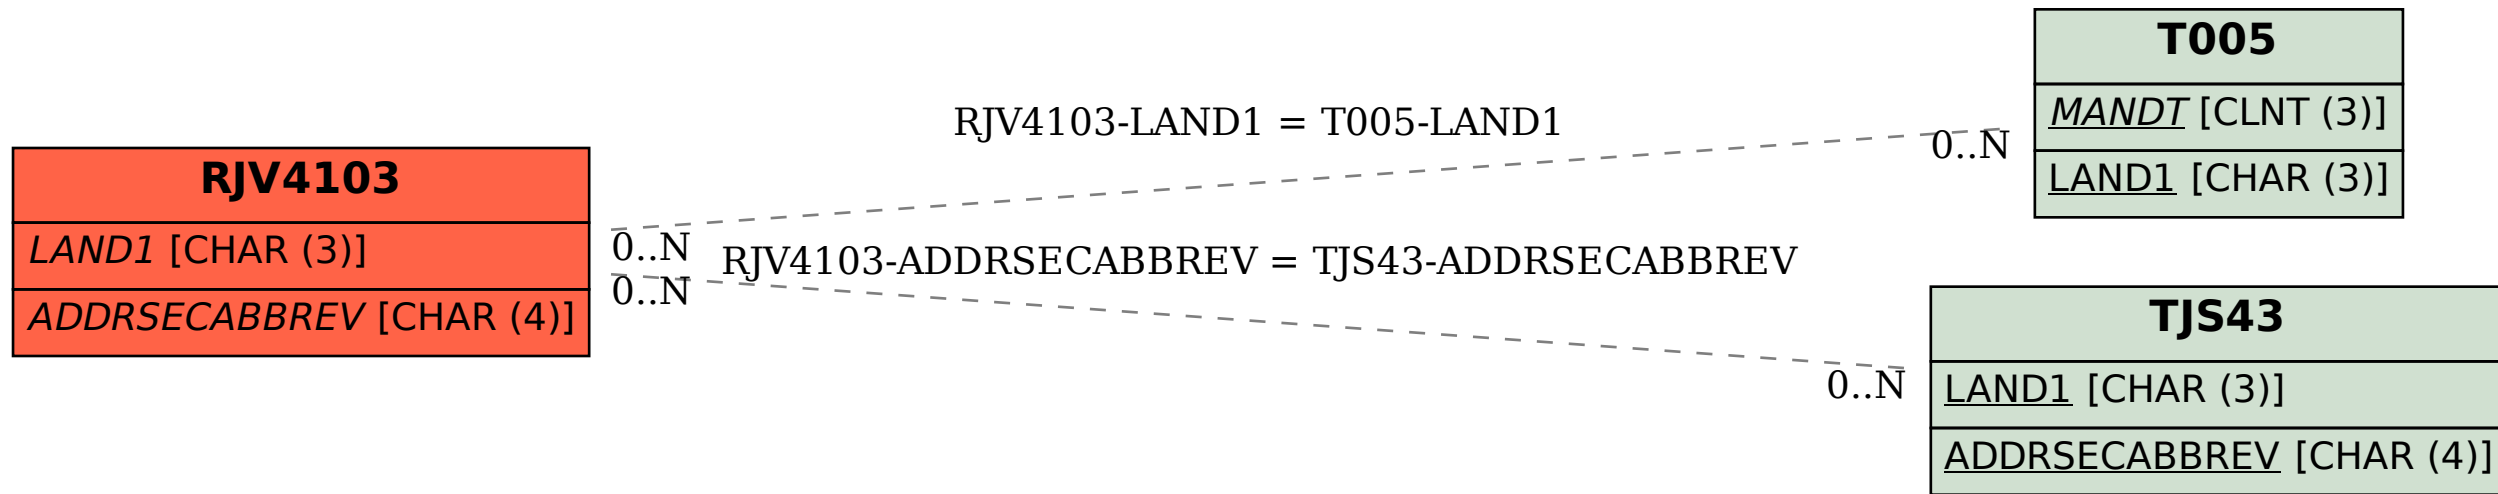 T005
MANDT [CLNT (3)]
LAND1 [CHAR (3)]
RJV4103-LAND1 = T005-LAND1
0..N
RJV4103
LAND1 [CHAR (3)]
ADDRSECABBREV [CHAR (4)]
0..N
0..N
RJV4103-ADDRSECABBREV = TJS43-ADDRSECABBREV
0..N
TJS43
LAND1 [CHAR (3)]
ADDRSECABBREV [CHAR (4)]